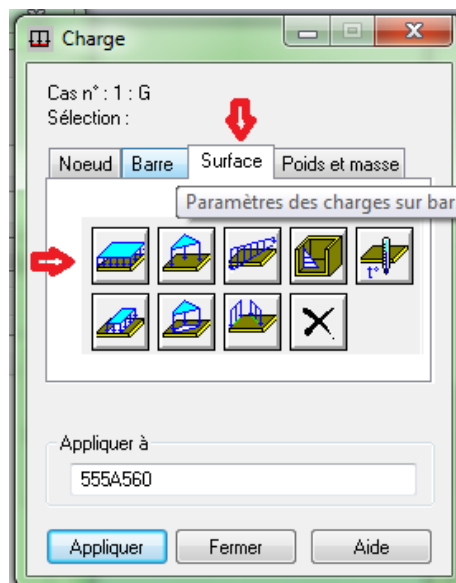 Charge
Cas n° : 1 : G
Sélection :
Noeud Barre Surface Poids et masse
Paramètres des charges sur bar
t°
Appliquer à
555A560
Appliquer Fermer Aide